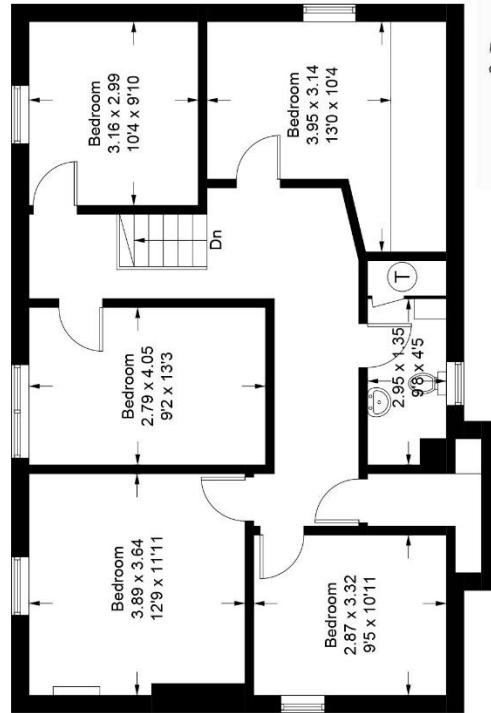 Bedroom
3.16 x 2.99
10'4 x 9'10
Bedroom
3.95 x 3.14
13'0 x 10'4
Dn
Bedroom
2.79 x 4.05
9'2 x 13'3
T
2.95 x 1.35
9'8 x 4'5
Bedroom
3.89 x 3.64
12'9 x 11'11
Bedroom
2.87 x 3.32
9'5 x 10'11